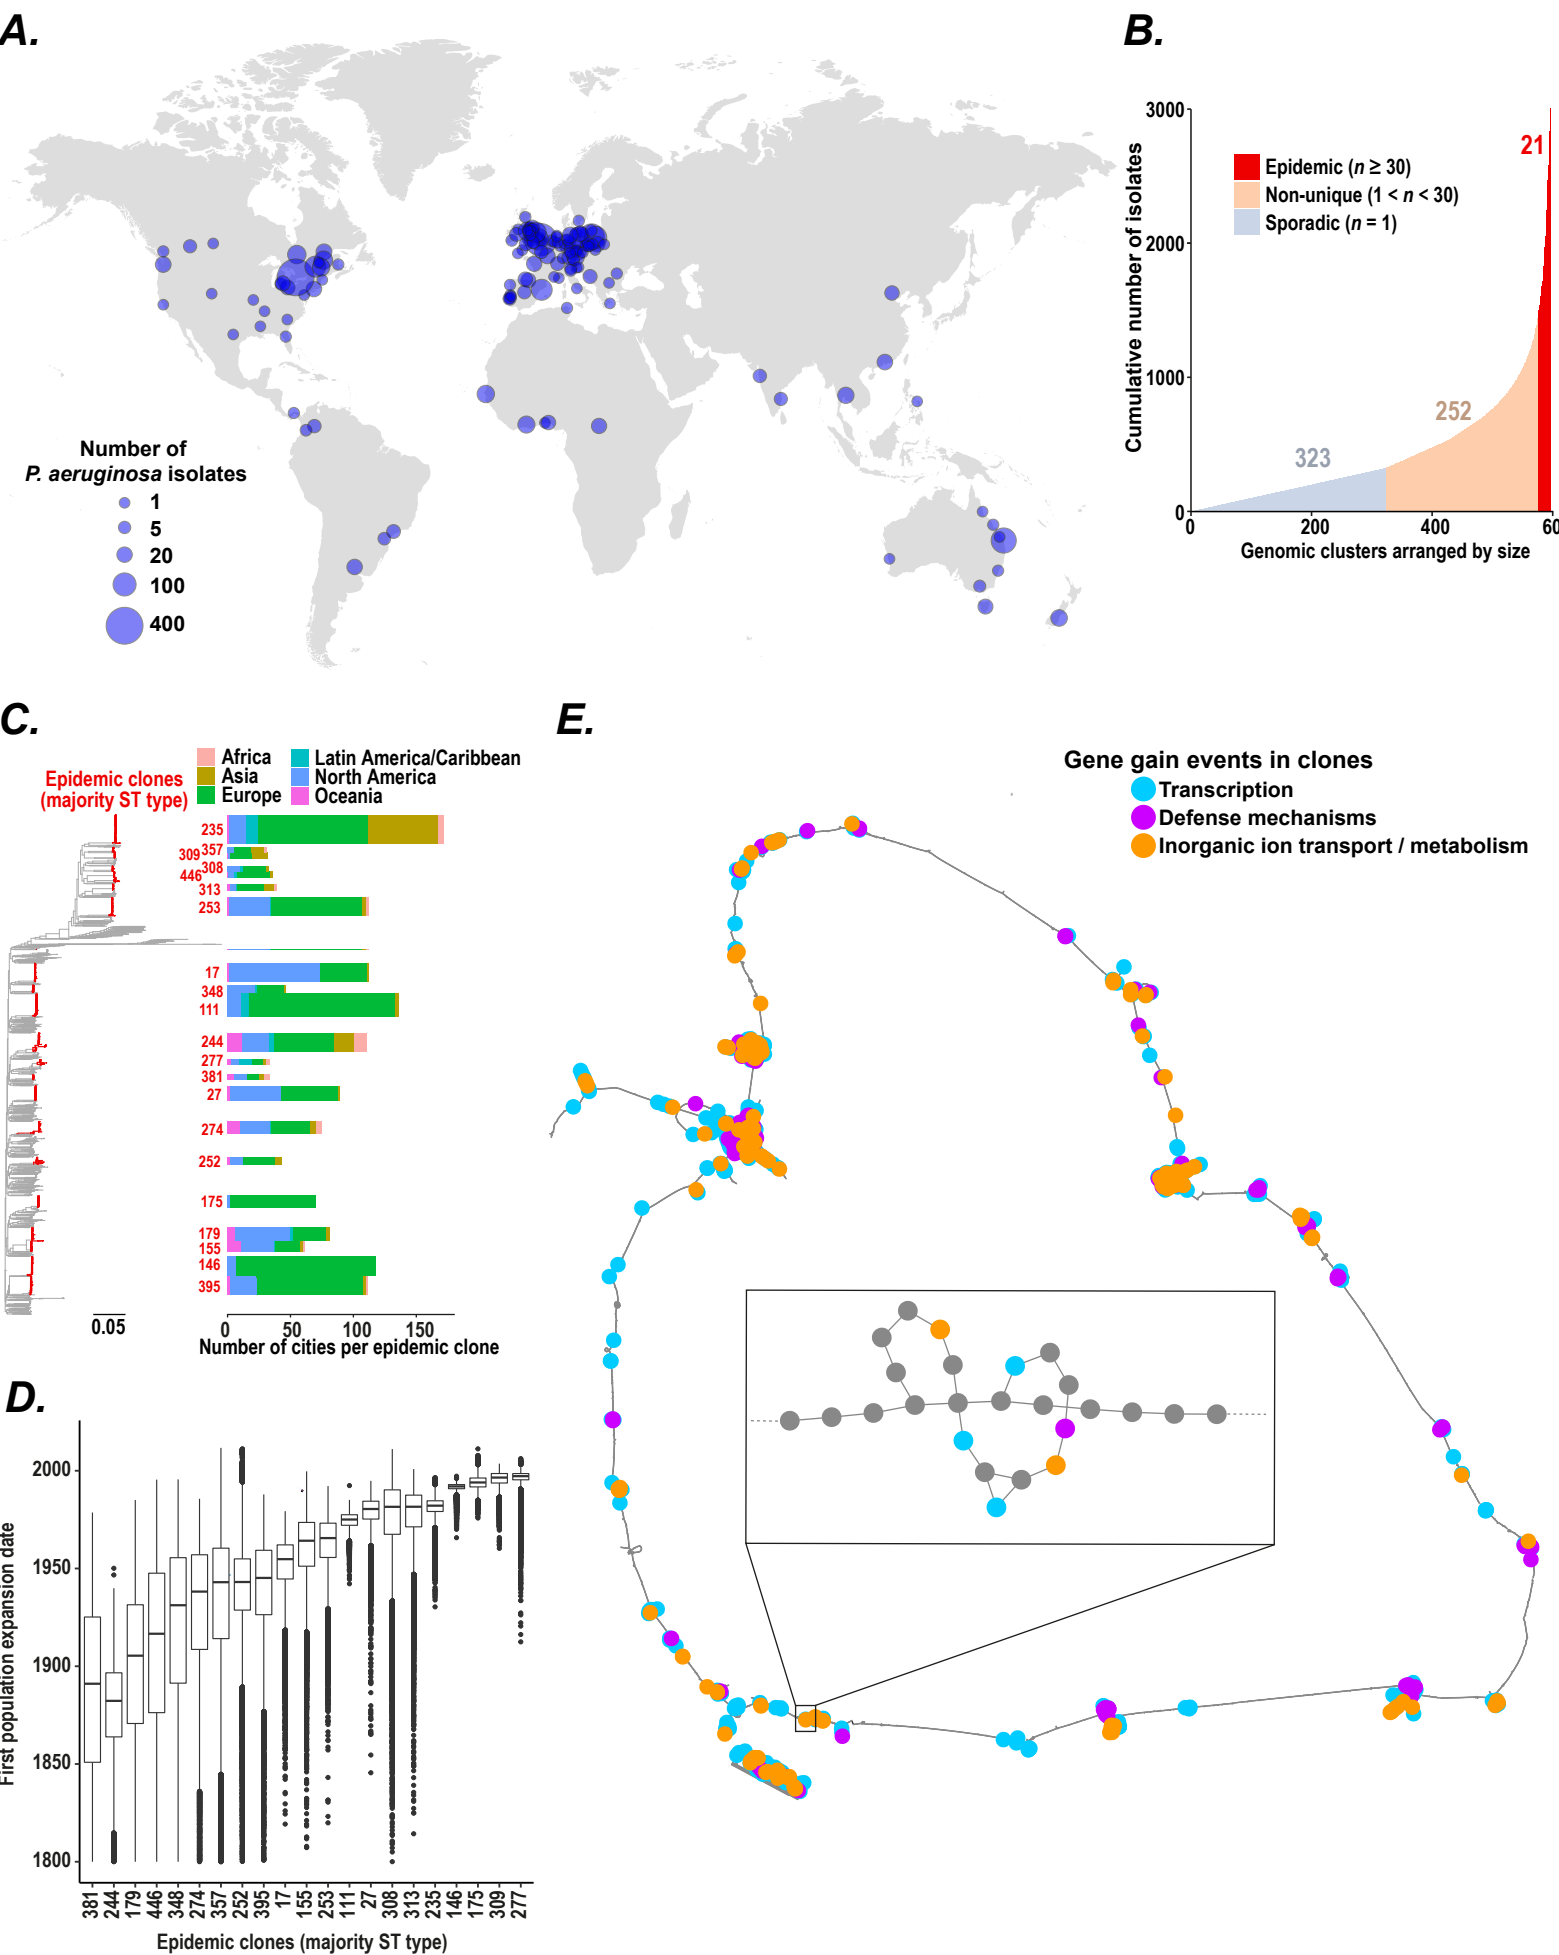 A.
B.
Number of
P. aeruginosa isolates
1
5
20
100
400
Cumulative number of isolates
3000
2000
1000
0
Epidemic (n ≥ 30)
Non-unique (1 < n < 30)
Sporadic (n = 1)
21
252
323
0
200
400
60
Genomic clusters arranged by size
C.
Epidemic clones
(majority ST type)
Africa
Asia
Europe
Latin America/Caribbean
North America
Oceania
235
357
309
308
446
313
253
17
348
111
244
277
381
27
274
252
175
179
155
146
395
0.05
0
50
100
150
Number of cities per epidemic clone
D.
First population expansion date
2000
1950
1900
1850
1800
381
244
179
446
348
274
357
252
395
17
155
253
111
27
308
313
235
146
175
309
277
Epidemic clones (majority ST type)
E.
Gene gain events in clones
Transcription
Defense mechanisms
Inorganic ion transport / metabolism